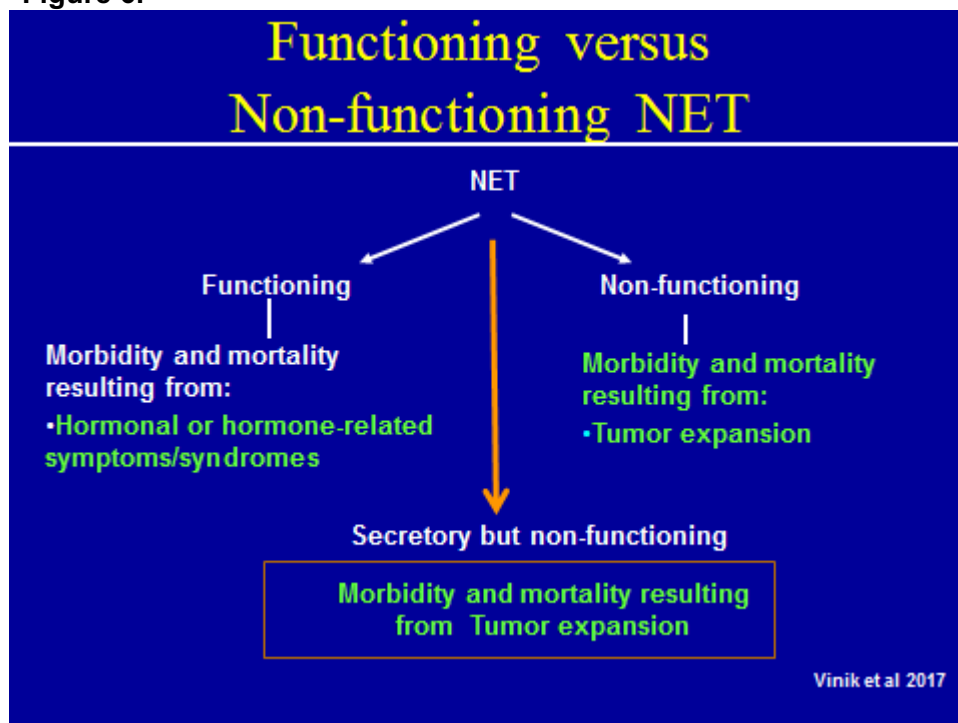 Functioning versus
Non-functioning NET
NET
Functioning
Non-functioning
Morbidity and mortality
resulting from:
•Hormonal or hormone-related
symptoms/syndromes
Morbidity and mortality
resulting from:
•Tumor expansion
Secretory but non-functioning
Morbidity and mortality resulting
from Tumor expansion
Vinik et al 2017